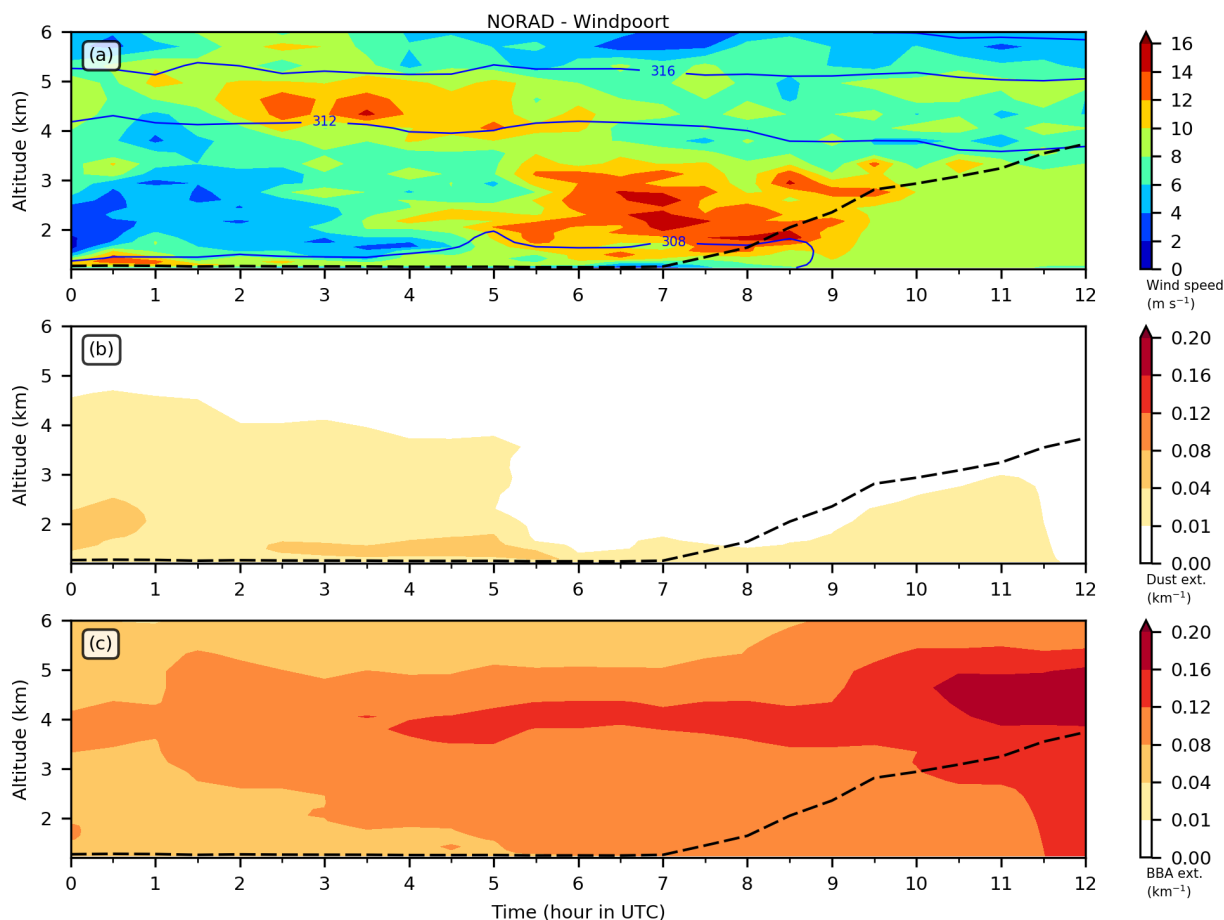 NORAD - Windpoort
(a)
Altitude (km)
6
5
4
3
2
316
312
308
0 1 2 3 4 5 6 7 8 9 10 11 12
16
14
12
10
8
6
4
2
0
Wind speed
(m s⁻¹)
(b)
Altitude (km)
6
5
4
3
2
0 1 2 3 4 5 6 7 8 9 10 11 12
0.20
0.16
0.12
0.08
0.04
0.01
0.00
Dust ext.
(km⁻¹)
(c)
Altitude (km)
6
5
4
3
2
0 1 2 3 4 5 6 7 8 9 10 11 12
Time (hour in UTC)
0.20
0.16
0.12
0.08
0.04
0.01
0.00
BBA ext.
(km⁻¹)